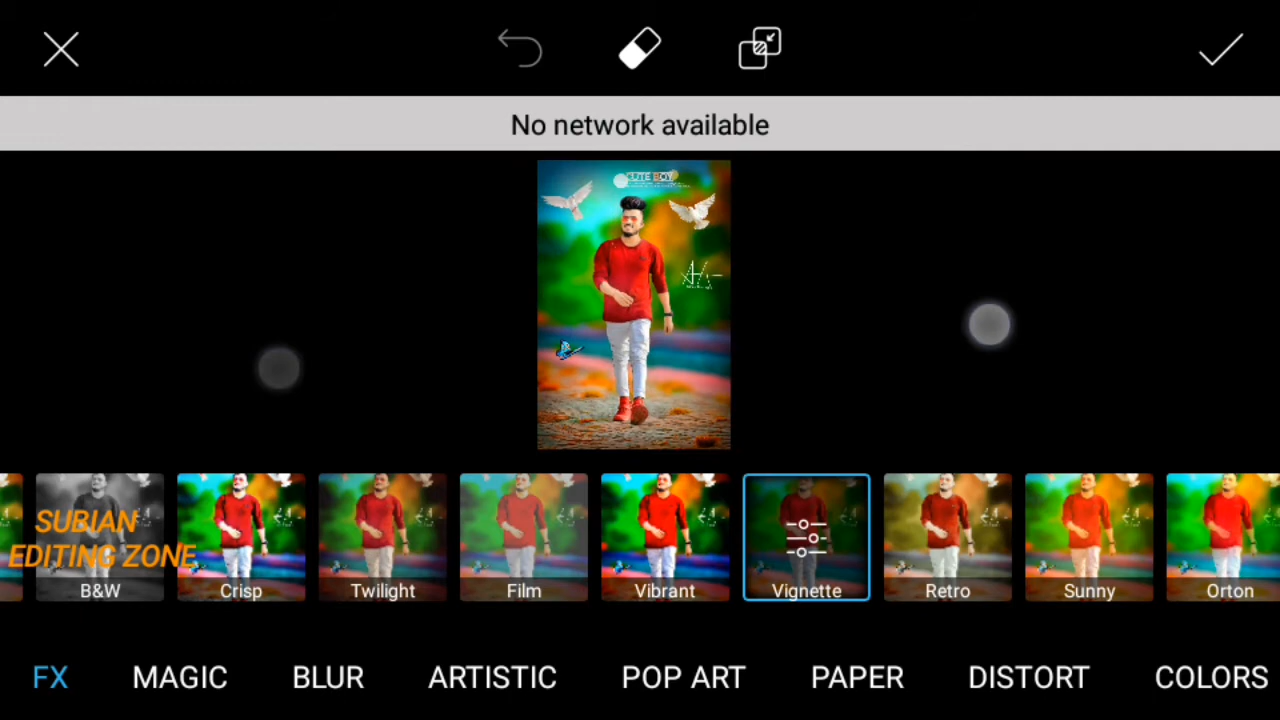 No network available
CUTE BOY
SUBIAN
EDITING ZONE
B&W
Crisp
Twilight
Film
Vibrant
Vignette
Retro
Sunny
Orton
FX
MAGIC
BLUR
ARTISTIC
POP ART
PAPER
DISTORT
COLORS